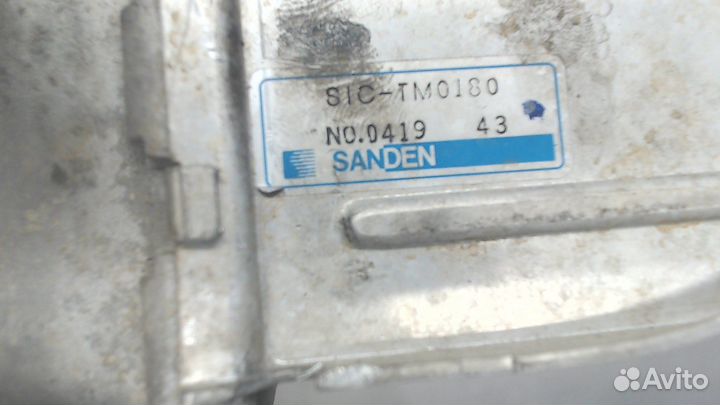 SIC-TM0180
NO.0419 43
SANDEN
Avito